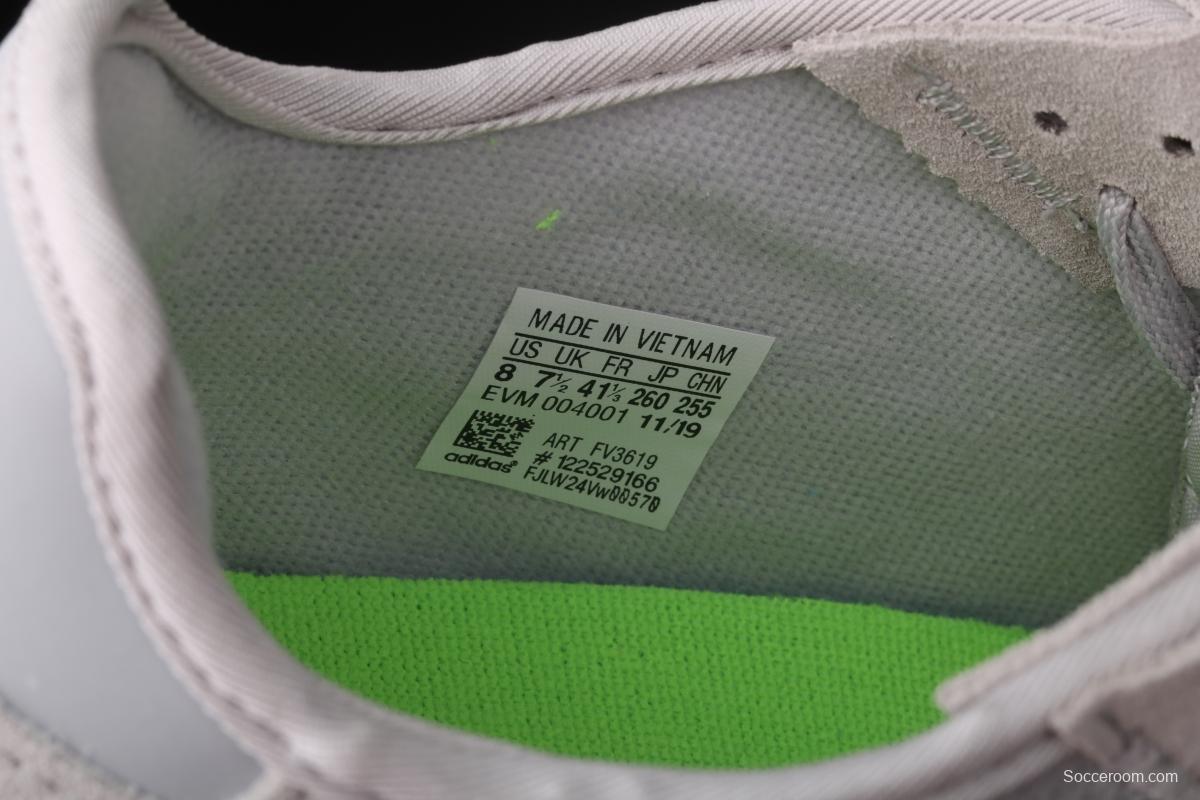 MADE IN VIETNAM
US UK FR JP CHN
8 7½ 41⅓ 260 255
EVM 004001 11/19
ART FV3619
# 122529166
adidas® FJLW24Vw00570
Socceroom.com